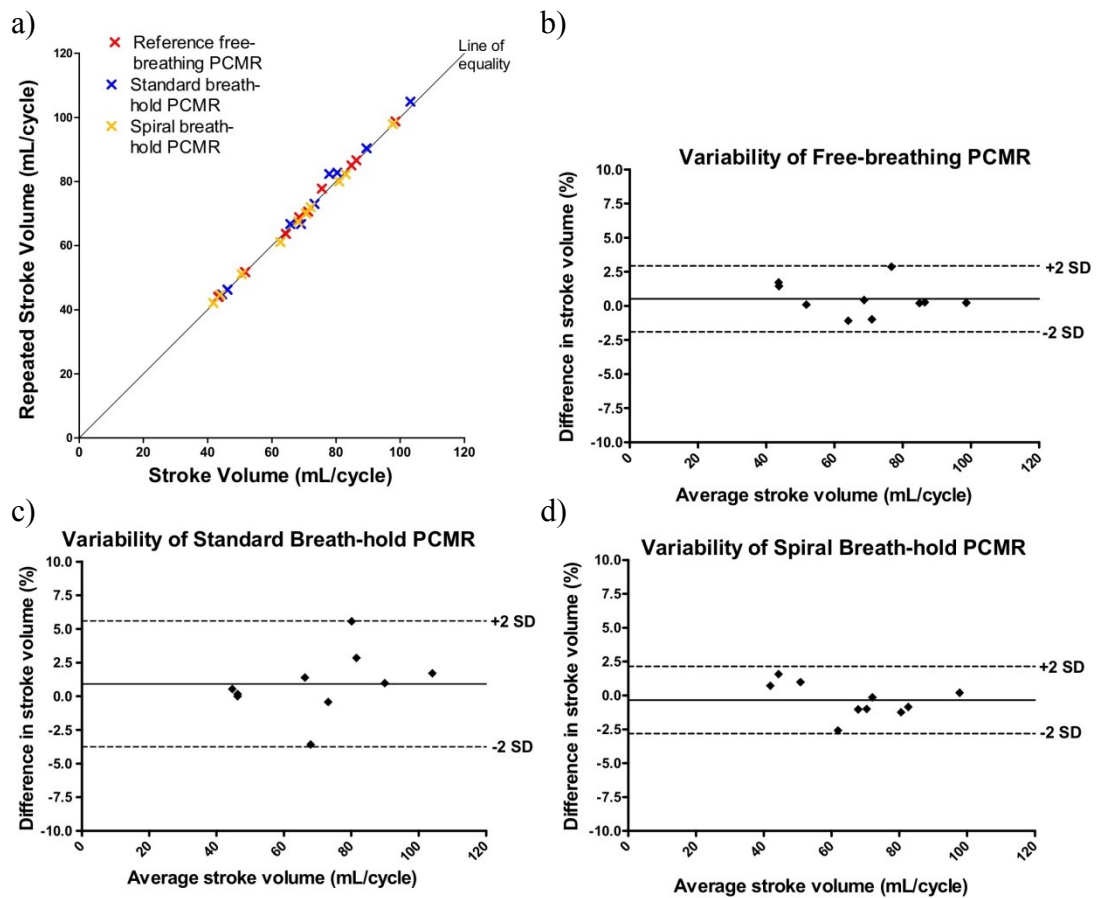 a)
Reference free-
breathing PCMR
Standard breath-
hold PCMR
Spiral breath-
hold PCMR
Line of
equality
Repeated Stroke Volume (mL/cycle)
120
100
80
60
40
20
0
0 20 40 60 80 100 120
Stroke Volume (mL/cycle)
b)
Variability of Free-breathing PCMR
Difference in stroke volume (%)
10.0
7.5
5.0
2.5
0.0
-2.5
-5.0
-7.5
-10.0
+2 SD
-2 SD
0 20 40 60 80 100 120
Average stroke volume (mL/cycle)
c)
Variability of Standard Breath-hold PCMR
Difference in stroke volume (%)
10.0
7.5
5.0
2.5
0.0
-2.5
-5.0
-7.5
-10.0
+2 SD
-2 SD
0 20 40 60 80 100 120
Average stroke volume (mL/cycle)
d)
Variability of Spiral Breath-hold PCMR
Difference in stroke volume (%)
10.0
7.5
5.0
2.5
0.0
-2.5
-5.0
-7.5
-10.0
+2 SD
-2 SD
0 20 40 60 80 100 120
Average stroke volume (mL/cycle)